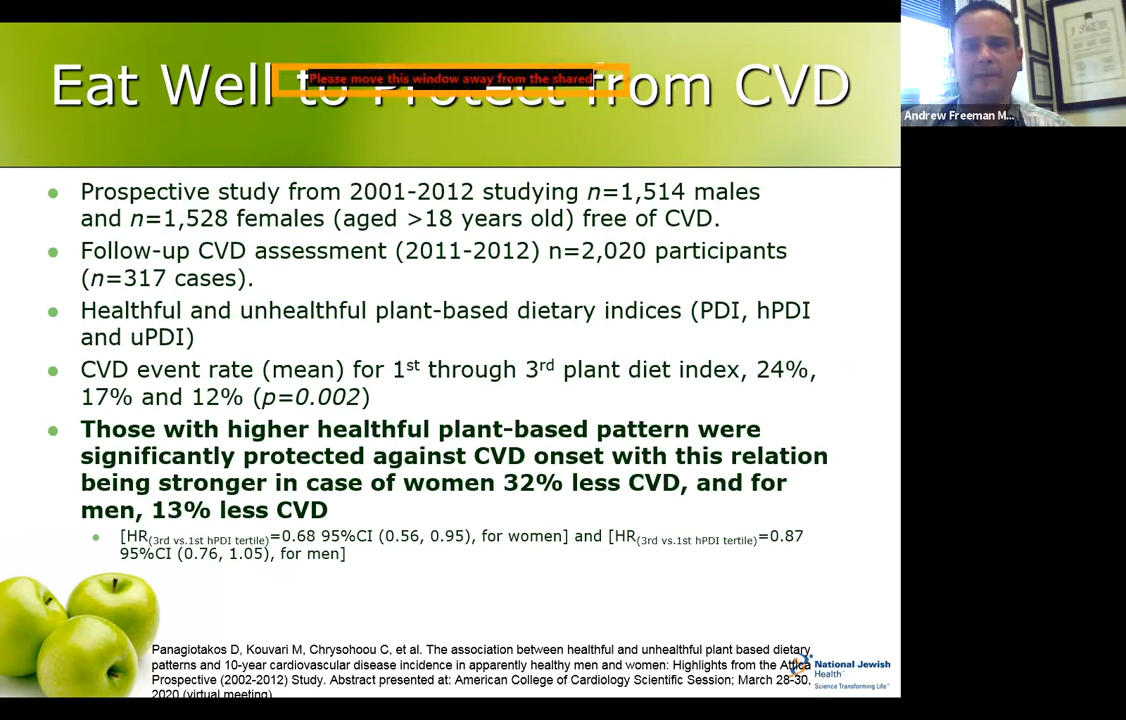 Eat Well to Protect from CVD
Please move this window away from the shared
Andrew Freeman M...
Prospective study from 2001-2012 studying n=1,514 males
and n=1,528 females (aged >18 years old) free of CVD.
Follow-up CVD assessment (2011-2012) n=2,020 participants
(n=317 cases).
Healthful and unhealthful plant-based dietary indices (PDI, hPDI
and uPDI)
CVD event rate (mean) for 1st through 3rd plant diet index, 24%,
17% and 12% (p=0.002)
Those with higher healthful plant-based pattern were
significantly protected against CVD onset with this relation
being stronger in case of women 32% less CVD, and for
men, 13% less CVD
[HR(3rd vs.1st hPDI tertile)=0.68 95%CI (0.56, 0.95), for women] and [HR(3rd vs.1st hPDI tertile)=0.87
95%CI (0.76, 1.05), for men]
Panagiotakos D, Kouvari M, Chrysohoou C, et al. The association between healthful and unhealthful plant based dietary
patterns and 10-year cardiovascular disease incidence in apparently healthy men and women: Highlights from the Attica
Prospective (2002-2012) Study. Abstract presented at: American College of Cardiology Scientific Session; March 28-30,
2020 (virtual meeting)
National Jewish
Health
Science Transforming Life®